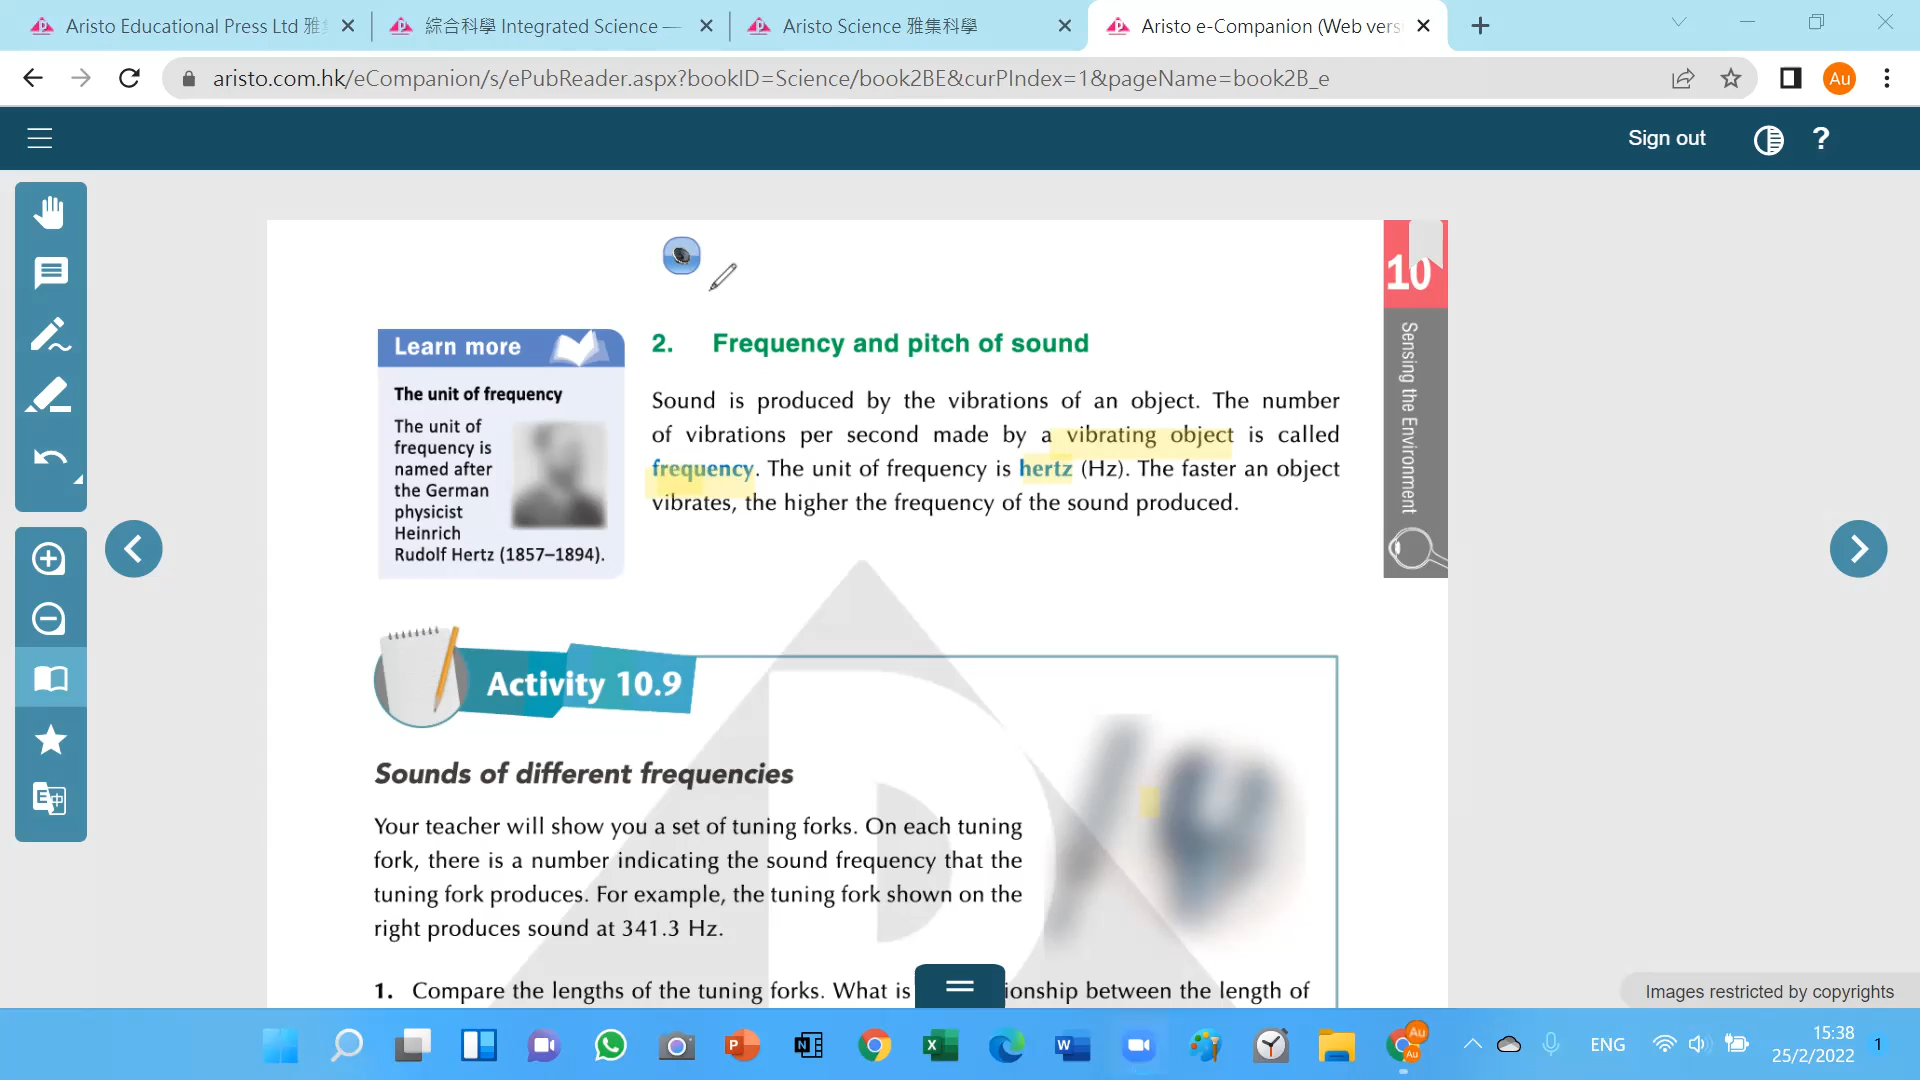 Aristo Educational Press Ltd 雅
綜合科學 Integrated Science —
Aristo Science 雅集科學
Aristo e-Companion (Web vers
aristo.com.hk/eCompanion/s/ePubReader.aspx?bookID=Science/book2BE&curPIndex=1&pageName=book2B_e
Au
Sign out
?
10
Sensing the Environment
Learn more
The unit of frequency
The unit of
frequency is
named after
the German
physicist
Heinrich
Rudolf Hertz (1857–1894).
2. Frequency and pitch of sound
Sound is produced by the vibrations of an object. The number
of vibrations per second made by a vibrating object is called
frequency. The unit of frequency is hertz (Hz). The faster an object
vibrates, the higher the frequency of the sound produced.
Activity 10.9
Sounds of different frequencies
Your teacher will show you a set of tuning forks. On each tuning
fork, there is a number indicating the sound frequency that the
tuning fork produces. For example, the tuning fork shown on the
right produces sound at 341.3 Hz.
1. Compare the lengths of the tuning forks. What is ionship between the length of
Images restricted by copyrights
ENG
15:38
25/2/2022
1